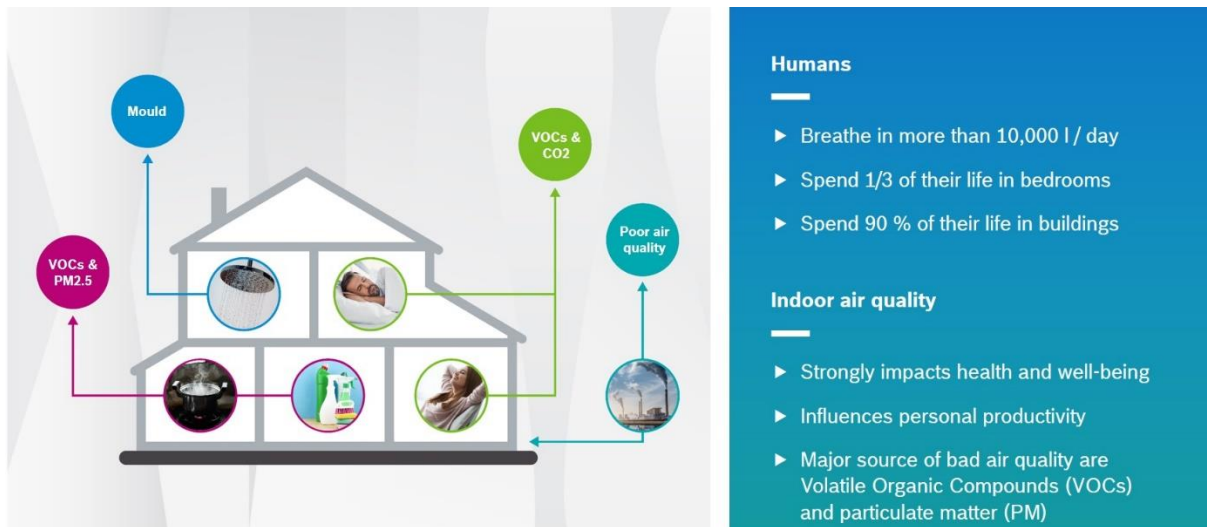 Mould
VOCs &
CO2
Poor air
quality
VOCs &
PM2.5
Humans
▶ Breathe in more than 10,000 l / day
▶ Spend 1/3 of their life in bedrooms
▶ Spend 90 % of their life in buildings
Indoor air quality
▶ Strongly impacts health and well-being
▶ Influences personal productivity
▶ Major source of bad air quality are
Volatile Organic Compounds (VOCs)
and particulate matter (PM)